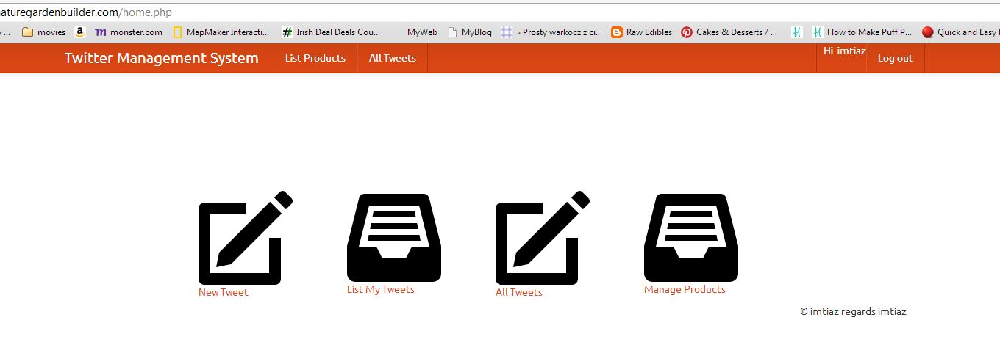 aturegardenbuilder.com/home.php
... movies monster.com MapMaker Interacti... Irish Deal Deals Cou... MyWeb MyBlog » Prosty warkocz z ci... Raw Edibles Cakes & Desserts / ... How to Make Puff P... Quick and Easy
Twitter Management System List Products All Tweets Hi imtiaz Log out
New Tweet List My Tweets All Tweets Manage Products
© imtiaz regards imtiaz